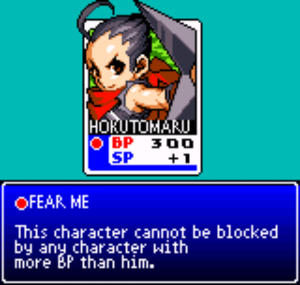 HOKUTOMARU
BP 300
SP +1
FEAR ME
This character cannot be blocked
by any character with
more BP than him.